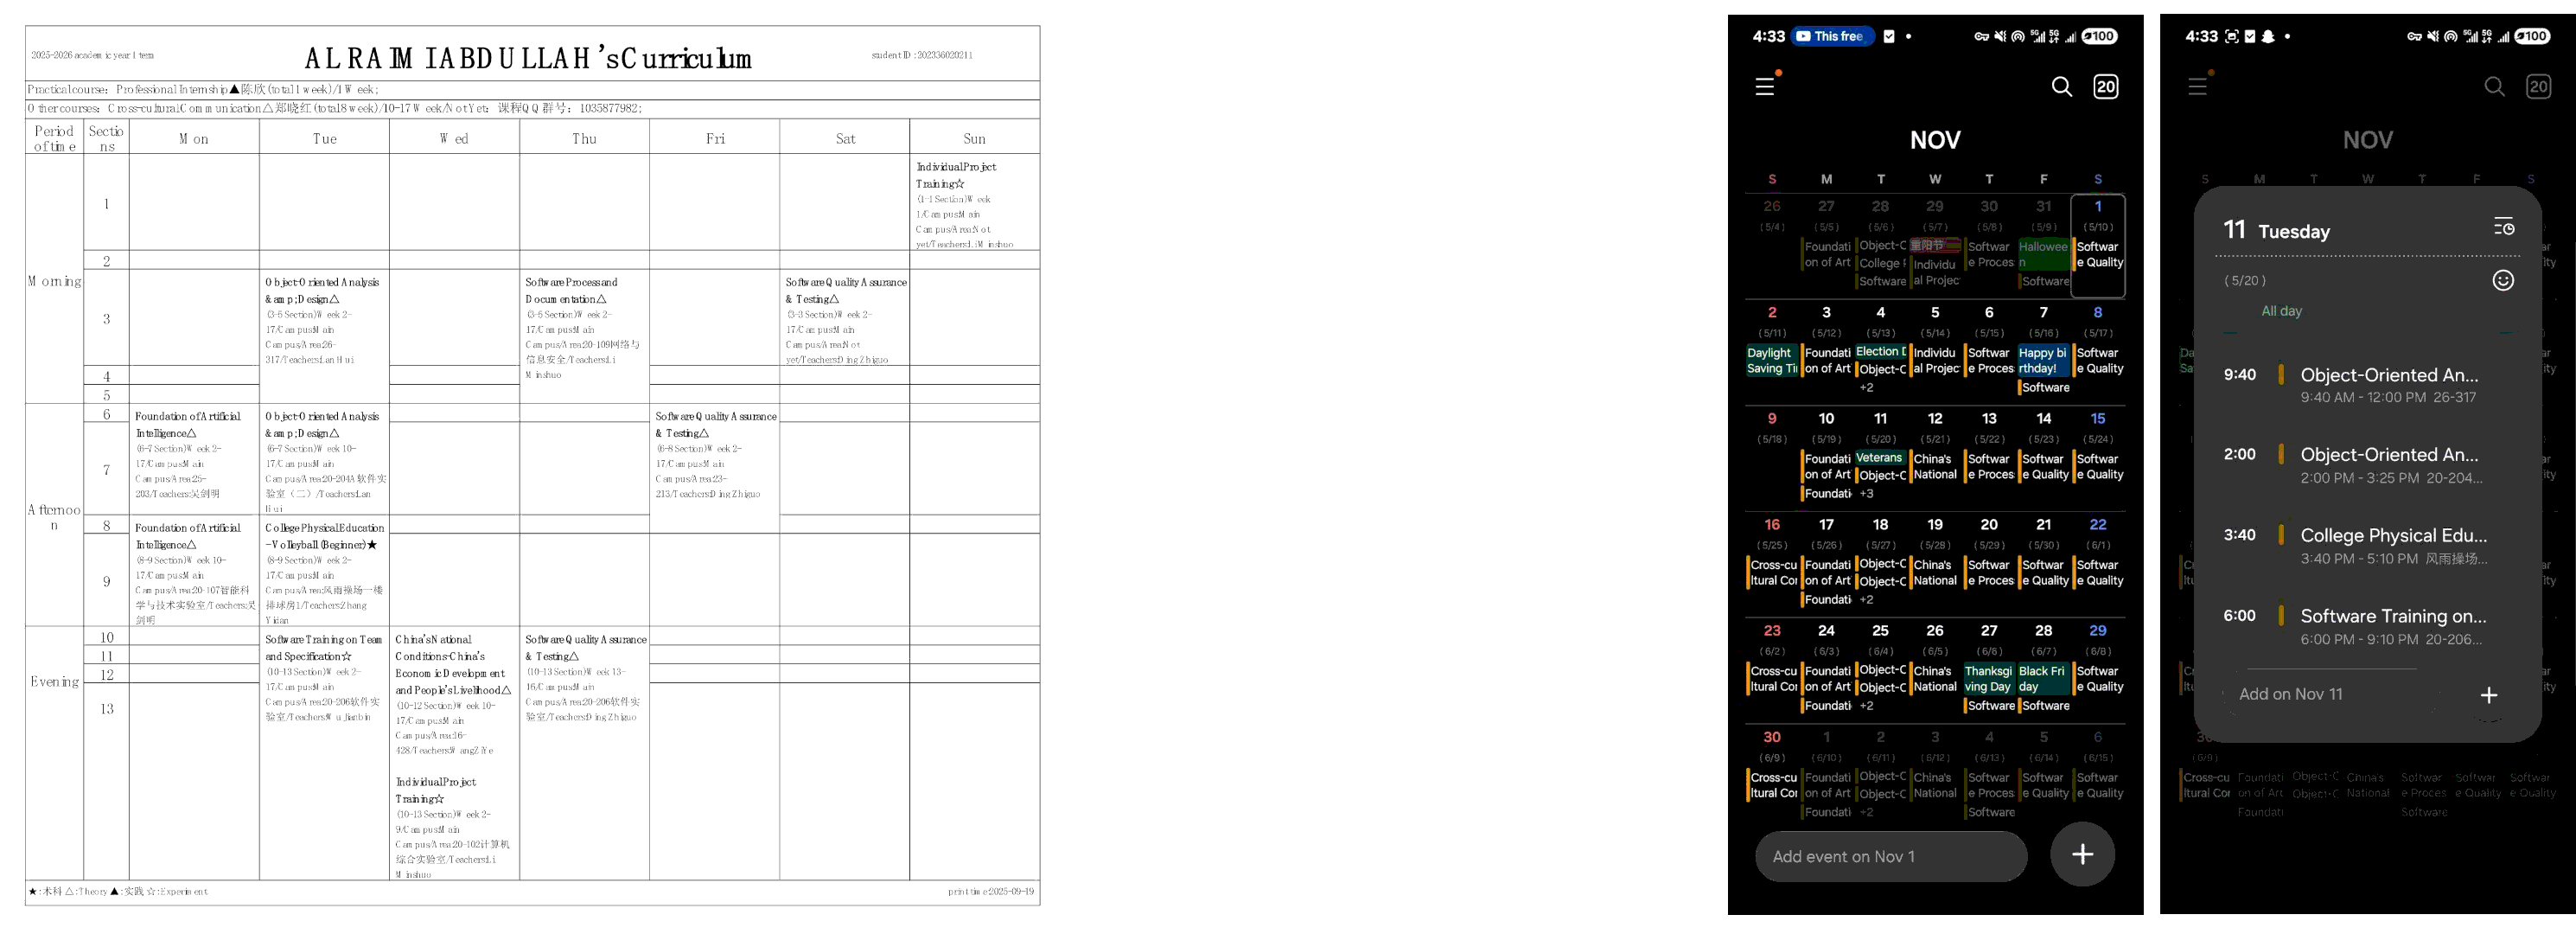 2025-2026 academic year 1 term
ALRAIMI ABDULLAH 's Curriculum
student ID :202336020211
Practical course: Professional Internship▲陈欣(total 1 week)/1 Week;
Other courses: Cross-cultural Communication△郑晓红(total 8 week)/10-17 Week/Not Yet: 课程QQ群号: 1035877982;
Period of time
Sections
Mon
Tue
Wed
Thu
Fri
Sat
Sun
Morning
1
Individual Project
Training☆
(1-1 Section)Week
1/Campus:Main
Campus/Area:Not
yet/Teachers:Li Minshuo
2
3
Object-Oriented Analysis
&amp;Design△
(3-5 Section)Week 2-
17/Campus:Main
Campus/Area:26-
317/Teachers:Lan Hui
Software Process and
Documentation△
(3-5 Section)Week 2-
17/Campus:Main
Campus/Area:20-109网络与
信息安全/Teachers:Li
Minshuo
Software Quality Assurance
& Testing△
(3-3 Section)Week 2-
17/Campus:Main
Campus/Area:Not
yet/Teachers:Ding Zhiguo
4
5
Afternoon
6
7
Foundation of Artificial
Intelligence△
(6-7 Section)Week 2-
17/Campus:Main
Campus/Area:25-
203/Teachers:吴剑明
Object-Oriented Analysis
&amp;Design△
(6-7 Section)Week 10-
17/Campus:Main
Campus/Area:20-204A 软件实
验室（二）/Teachers:Lan
Hui
Software Quality Assurance
& Testing△
(6-8 Section)Week 2-
17/Campus:Main
Campus/Area:23-
213/Teachers:Ding Zhiguo
8
9
Foundation of Artificial
Intelligence△
(8-9 Section)Week 10-
17/Campus:Main
Campus/Area:20-107智能科
学与技术实验室/Teachers:吴
剑明
College Physical Education
-Volleyball (Beginner)★
(8-9 Section)Week 2-
17/Campus:Main
Campus/Area:风雨操场一楼
排球房1/Teachers:Zhang
Yidan
Evening
10
11
12
13
Software Training on Team
and Specification☆
(10-13 Section)Week 2-
17/Campus:Main
Campus/Area:20-206软件实
验室/Teachers:Wu Jianbin
China's National
Conditions-China's
Economic Development
and People's Livelihood△
(10-12 Section)Week 10-
17/Campus:Main
Campus/Area:16-
428/Teachers:Wang ZiYe
Individual Project
Training☆
(10-13 Section)Week 2-
9/Campus:Main
Campus/Area:20-102计算机
综合实验室/Teachers:Li
Minshuo
Software Quality Assurance
& Testing△
(10-13 Section)Week 13-
16/Campus:Main
Campus/Area:20-206软件实
验室/Teachers:Ding Zhiguo
★:术科 △:Theory ▲:实践 ☆:Experiment
print time:2025-09-19
4:33 This free
5G 5G 100
20
NOV
S M T W T F S
26 27 28 29 30 31 1
(5/4) (5/5) (5/6) (5/7) (5/8) (5/9) (5/10)
Foundati Object-C 重阳节 Softwar Hallowee Softwar
on of Art College Individu e Proces n e Quality
Software al Projec Software
2 3 4 5 6 7 8
(5/11) (5/12) (5/13) (5/14) (5/15) (5/16) (5/17)
Daylight Foundati Election D Individu Softwar Happy bi Softwar
Saving Ti on of Art Object-C al Projec e Proces rthday! e Quality
+2 Software
9 10 11 12 13 14 15
(5/18) (5/19) (5/20) (5/21) (5/22) (5/23) (5/24)
Foundati Veterans China's Softwar Softwar Softwar
on of Art Object-C National e Proces e Quality e Quality
Foundati +3
16 17 18 19 20 21 22
(5/25) (5/26) (5/27) (5/28) (5/29) (5/30) (6/1)
Cross-cu Foundati Object-C China's Softwar Softwar Softwar
ltural Cor on of Art Object-C National e Proces e Quality e Quality
Foundati +2
23 24 25 26 27 28 29
(6/2) (6/3) (6/4) (6/5) (6/6) (6/7) (6/8)
Cross-cu Foundati Object-C China's Thanksgi Black Fri Softwar
ltural Cor on of Art Object-C National ving Day day e Quality
Foundati +2 Software Software
30 1 2 3 4 5 6
(6/9) (6/10) (6/11) (6/12) (6/13) (6/14) (6/15)
Cross-cu Foundati Object-C China's Softwar Softwar Softwar
ltural Cor on of Art Object-C National e Proces e Quality e Quality
Foundati +2 Software
Add event on Nov 1
4:33
5G 5G 100
20
NOV
S M T W T F S
11 Tuesday
(5/20)
All day
9:40 Object-Oriented An...
9:40 AM - 12:00 PM 26-317
2:00 Object-Oriented An...
2:00 PM - 3:25 PM 20-204...
3:40 College Physical Edu...
3:40 PM - 5:10 PM 风雨操场...
6:00 Software Training on...
6:00 PM - 9:10 PM 20-206...
Add on Nov 11
(6/9)
Cross-cu Foundati Object-C China's Softwar Softwar Softwar
ltural Cor on of Art Object-C National e Proces e Quality e Quality
Foundati Software